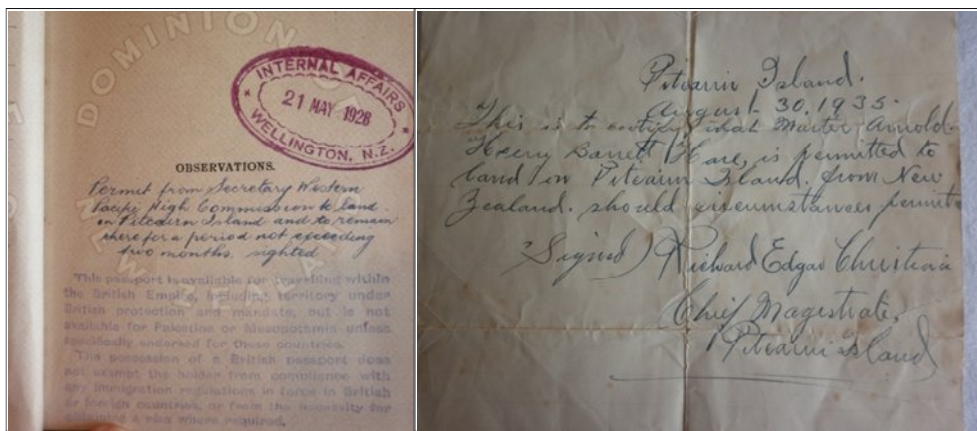 DOMINION
INTERNAL AFFAIRS
21 MAY 1928
WELLINGTON, N.Z.
OBSERVATIONS.
Permit from Secretary Western
Pacific High Commission to land
on Pitcairn Island and to remain
there for a period not exceeding
two months, sighted
This passport is available for travelling within
the British Empire, including territory under
British protection and mandate, but is not
available for Palestine or Mesopotamia unless
specifically endorsed for these countries.
The possession of a British passport does
not exempt the holder from compliance with
any immigration regulations in force in British
or foreign countries, or from the necessity for
obtaining a visa where required.
Pitcairn Island.
August 30, 1935.
This is to certify that Master Arnold
Henry Barrett Hare, is permitted to
land on Pitcairn Island, from New
Zealand. should circumstances permit
Signed) Richard Edgar Christian
Chief Magistrate,
Pitcairn Island